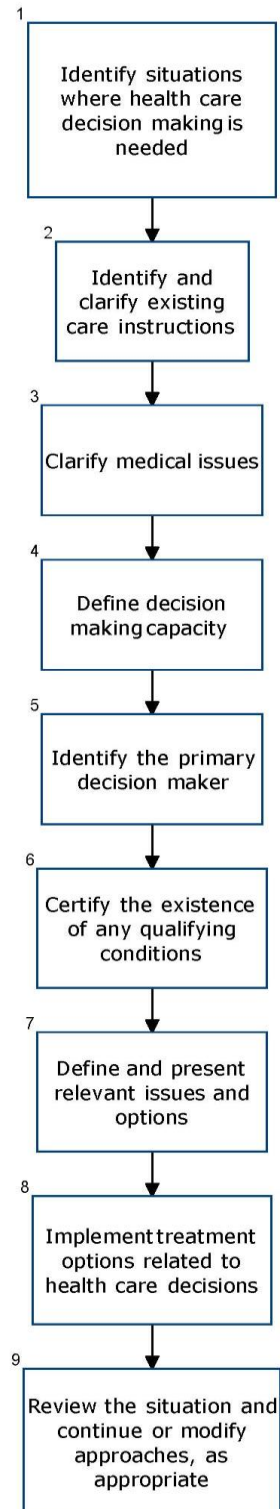 1
Identify situations
where health care
decision making is
needed
2
Identify and
clarify existing
care instructions
3
Clarify medical issues
4
Define decision
making capacity
5
Identify the primary
decision maker
6
Certify the existence
of any qualifying
conditions
7
Define and present
relevant issues and
options
8
Implement treatment
options related to
health care decisions
9
Review the situation and
continue or modify
approaches, as
appropriate